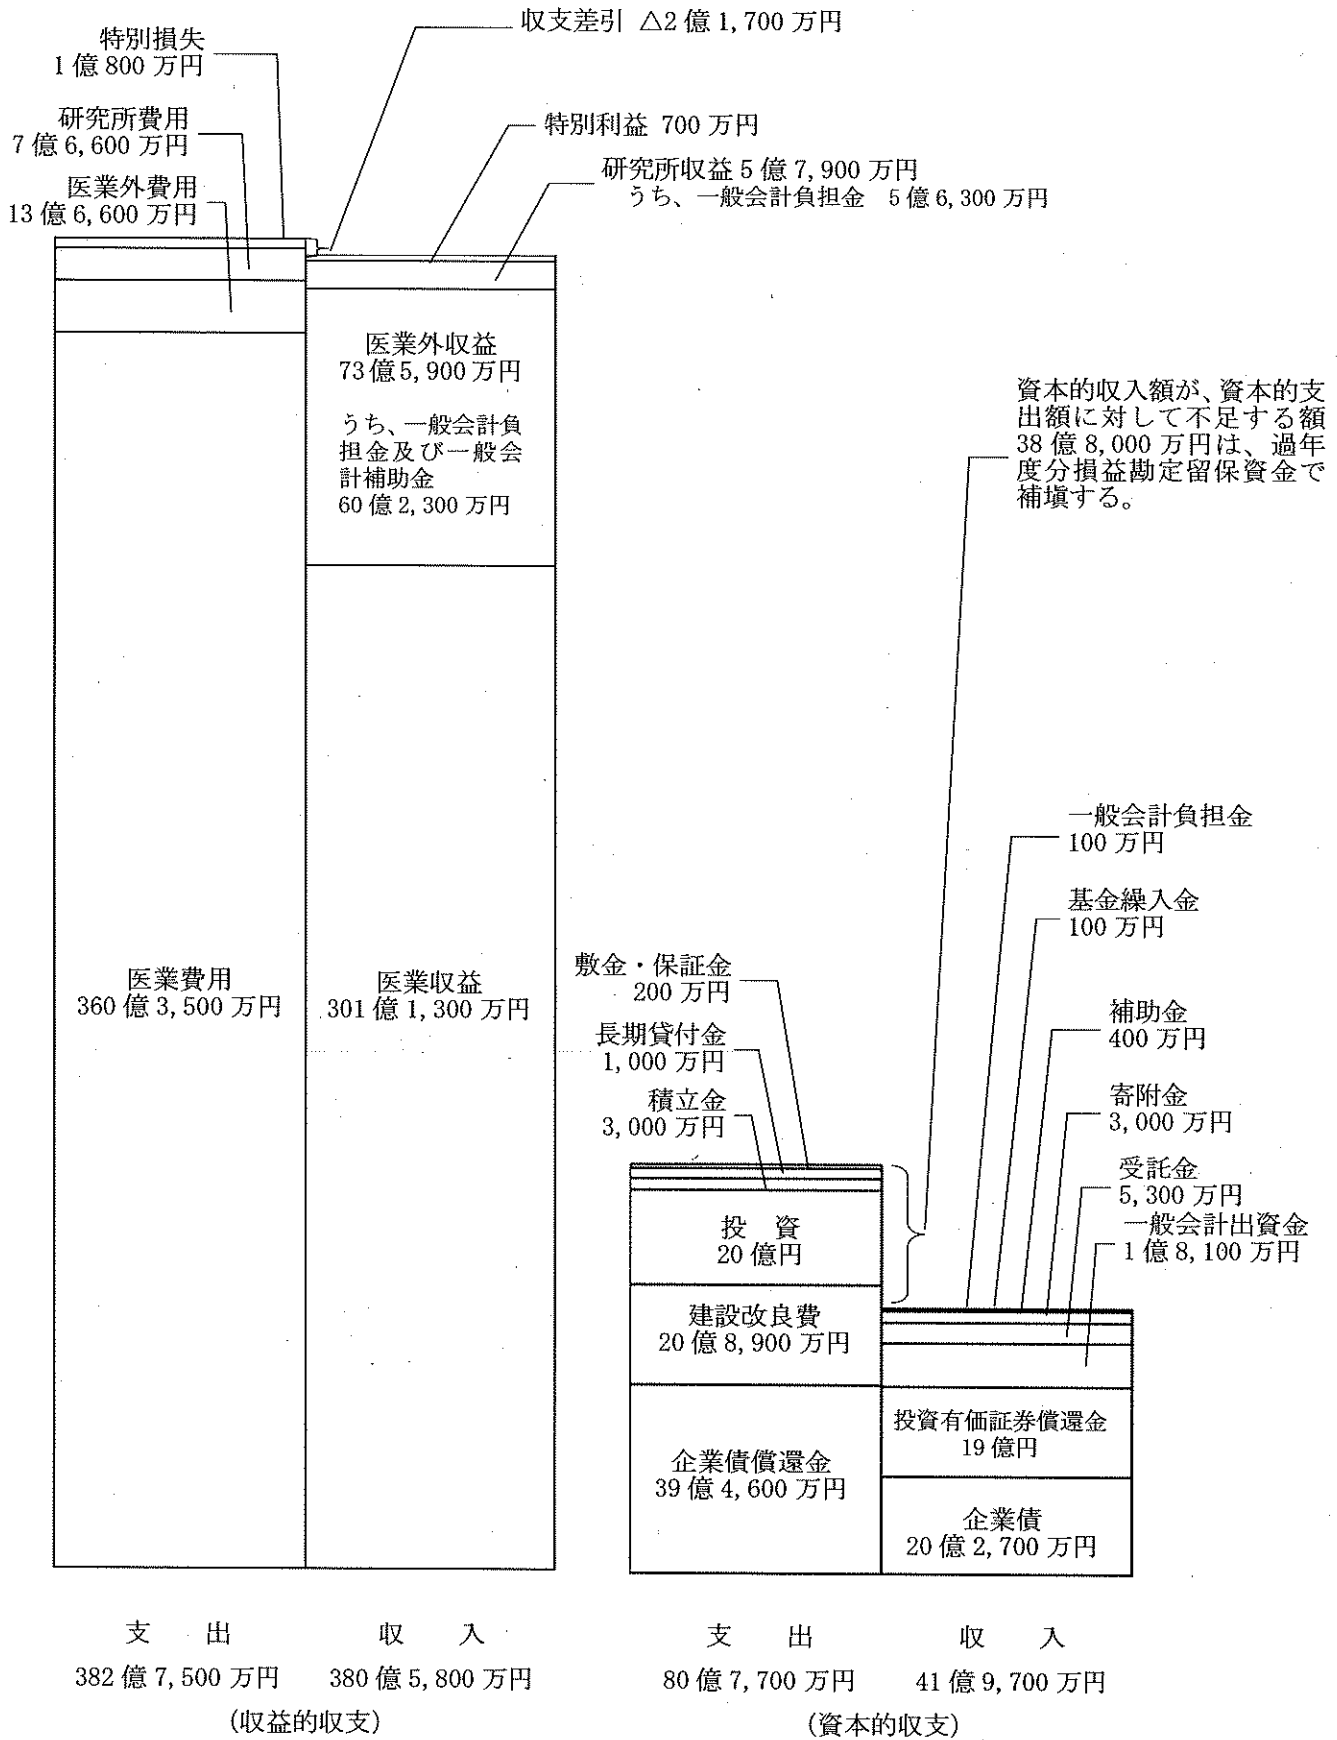 収支差引 △2億1,700万円
特別損失
1億800万円
研究所費用
7億6,600万円
医業外費用
13億6,600万円
特別利益 700万円
研究所収益5億7,900万円
うち、一般会計負担金 5億6,300万円
医業外収益
73億5,900万円
うち、一般会計負
担金及び一般会
計補助金
60億2,300万円
医業費用
360億3,500万円
医業収益
301億1,300万円
資本的収入額が、資本的支
出額に対して不足する額
38億8,000万円は、過年
度分損益勘定留保資金で
補塡する。
敷金・保証金
200万円
長期貸付金
1,000万円
積立金
3,000万円
投 資
20億円
建設改良費
20億8,900万円
企業債償還金
39億4,600万円
一般会計負担金
100万円
基金繰入金
100万円
補助金
400万円
寄附金
3,000万円
受託金
5,300万円
一般会計出資金
1億8,100万円
投資有価証券償還金
19億円
企業債
20億2,700万円
支 出 収 入
382億7,500万円 380億5,800万円
(収益的収支)
支 出 収 入
80億7,700万円 41億9,700万円
(資本的収支)